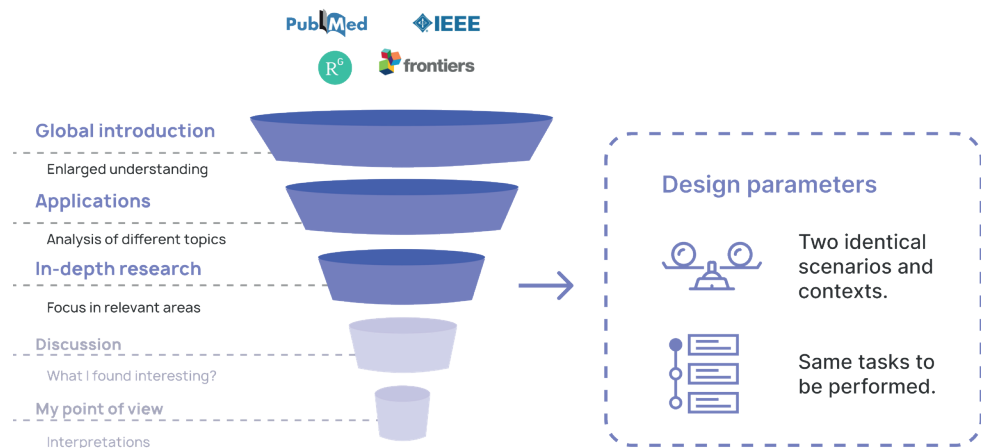 PubMed
IEEE
RG
frontiers
Global introduction
Enlarged understanding
Applications
Analysis of different topics
In-depth research
Focus in relevant areas
Discussion
What I found interesting?
My point of view
Interpretations
Design parameters
Two identical
scenarios and
contexts.
Same tasks to
be performed.